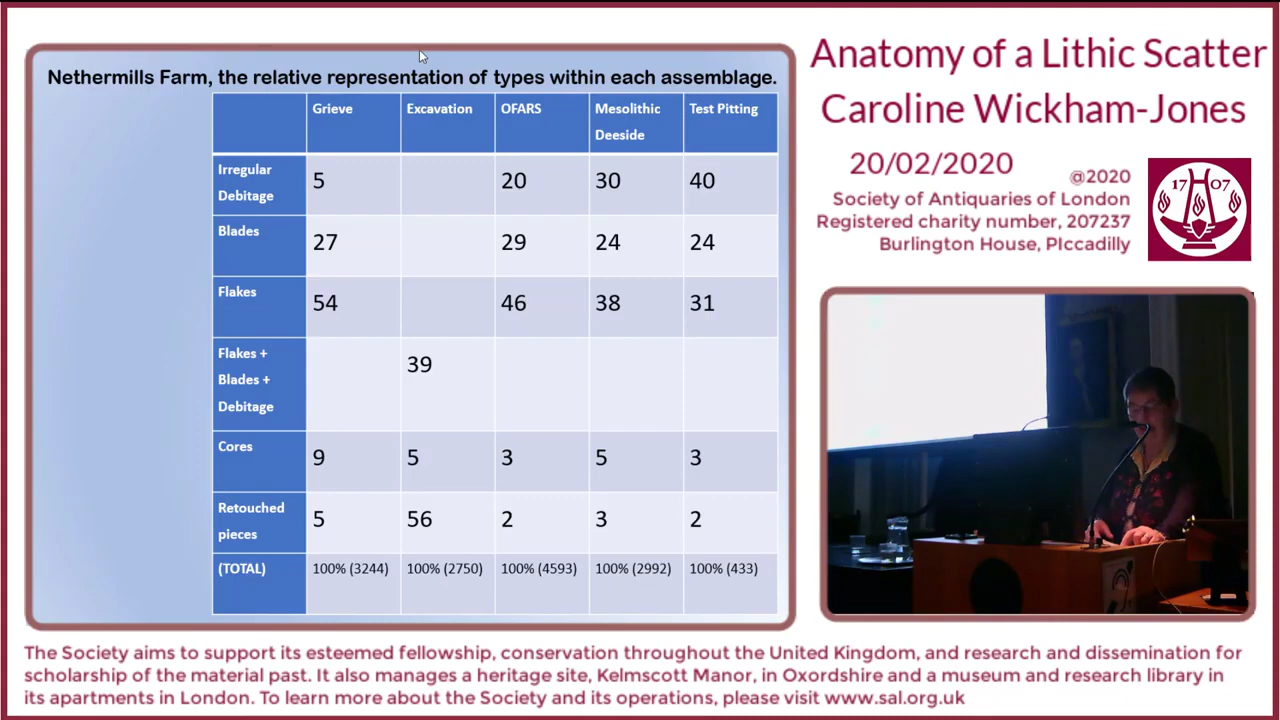 Nethermills Farm, the relative representation of types within each assemblage.
Grieve Excavation OFARS Mesolithic Deeside Test Pitting
Irregular Debitage 5 20 30 40
Blades 27 29 24 24
Flakes 54 46 38 31
Flakes + Blades + Debitage 39
Cores 9 5 3 5 3
Retouched pieces 5 56 2 3 2
(TOTAL) 100% (3244) 100% (2750) 100% (4593) 100% (2992) 100% (433)
Anatomy of a Lithic Scatter
Caroline Wickham-Jones
20/02/2020
@2020
Society of Antiquaries of London
Registered charity number, 207237
Burlington House, PIccadilly
17 07
The Society aims to support its esteemed fellowship, conservation throughout the United Kingdom, and research and dissemination for
scholarship of the material past. It also manages a heritage site, Kelmscott Manor, in Oxordshire and a museum and research library in
its apartments in London. To learn more about the Society and its operations, please visit www.sal.org.uk